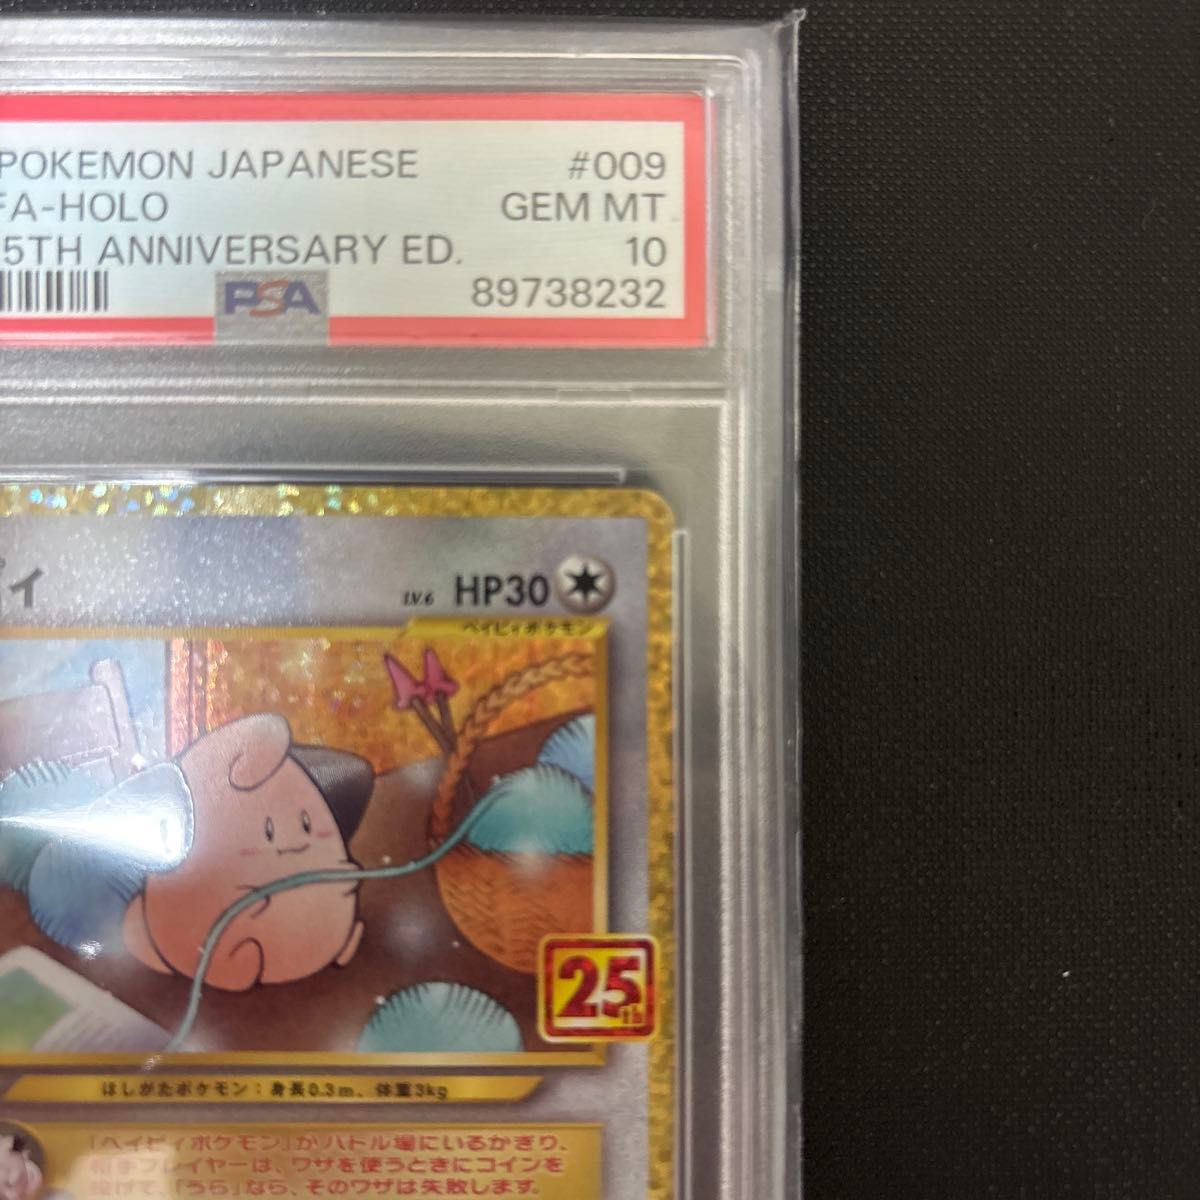 POKEMON JAPANESE #009
FA-HOLO GEM MT
5TH ANNIVERSARY ED. 10
PSA 89738232
ィ LV.6 HP30
ベイビィポケモン
25th
ほしがたポケモン：身長0.3m、体重3kg
「ベイビィポケモン」がバトル場にいるかぎり、
相手プレイヤーは、ワザを使うときにコインを
投げて、「うら」なら、そのワザは失敗します。